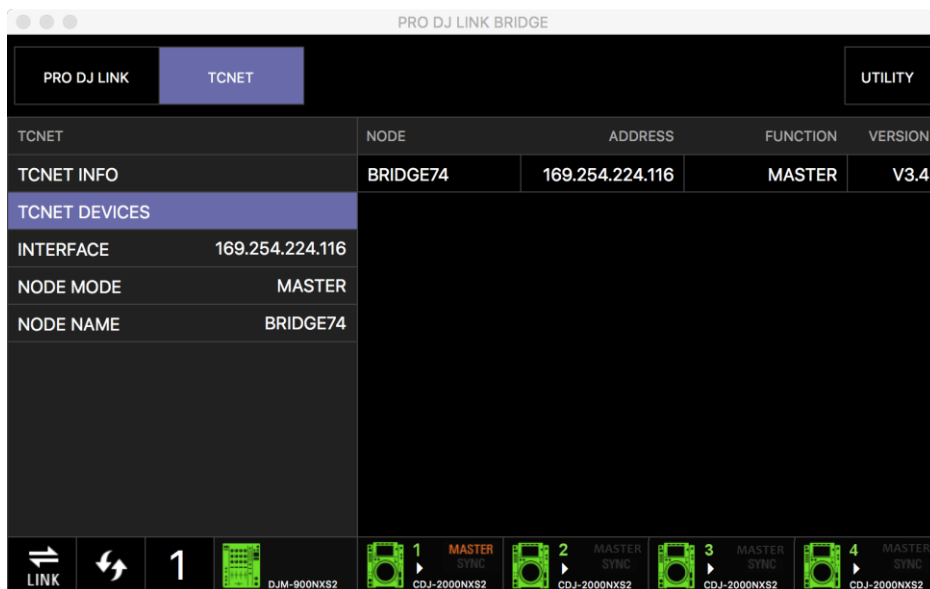 PRO DJ LINK BRIDGE
PRO DJ LINK TCNET UTILITY
TCNET NODE ADDRESS FUNCTION VERSION
TCNET INFO BRIDGE74 169.254.224.116 MASTER V3.4
TCNET DEVICES
INTERFACE 169.254.224.116
NODE MODE MASTER
NODE NAME BRIDGE74
LINK 1 DJM-900NXS2
1 MASTER SYNC CDJ-2000NXS2
2 MASTER SYNC CDJ-2000NXS2
3 MASTER SYNC CDJ-2000NXS2
4 MASTER SYNC CDJ-2000NXS2